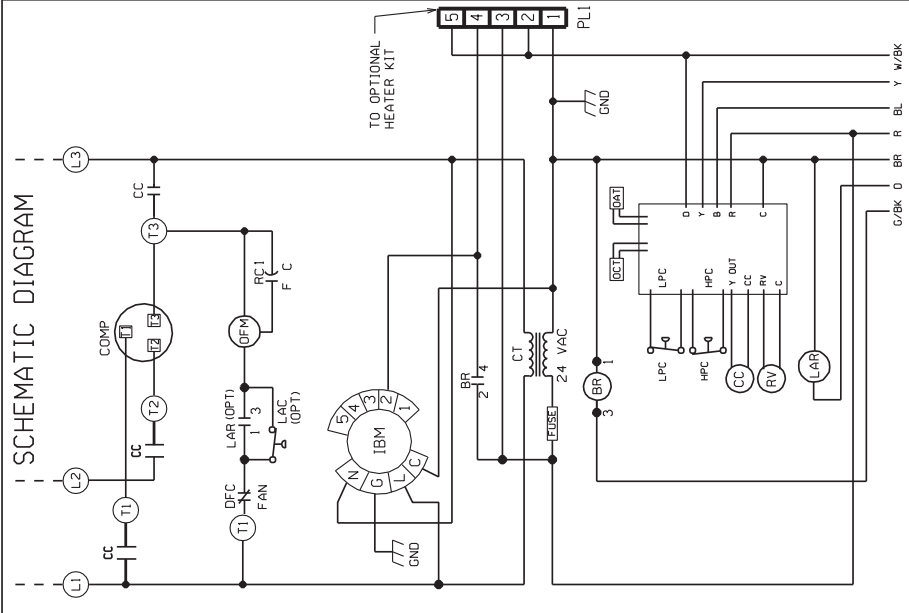 SCHEMATIC DIAGRAM
L1
L2
L3
CC
T1
CC
T2
COMP
T1
T2
T3
T3
CC
T1
DFC
FAN
LAR (OPT)
1
3
LAC
(OPT)
OFM
RC1
F
C
IBM
5
4
3
2
1
N
G
L
C
GND
BR
2
4
CT
24 VAC
FUSE
TO OPTIONAL
HEATER KIT
5
4
3
2
1
PL1
GND
BR
1
3
OAT
OCT
LPC
HPC
Y OUT
CC
RV
C
D
Y
B
R
C
LPC
HPC
CC
RV
LAR
W/BK
Y
BL
R
BR
O
G/BK